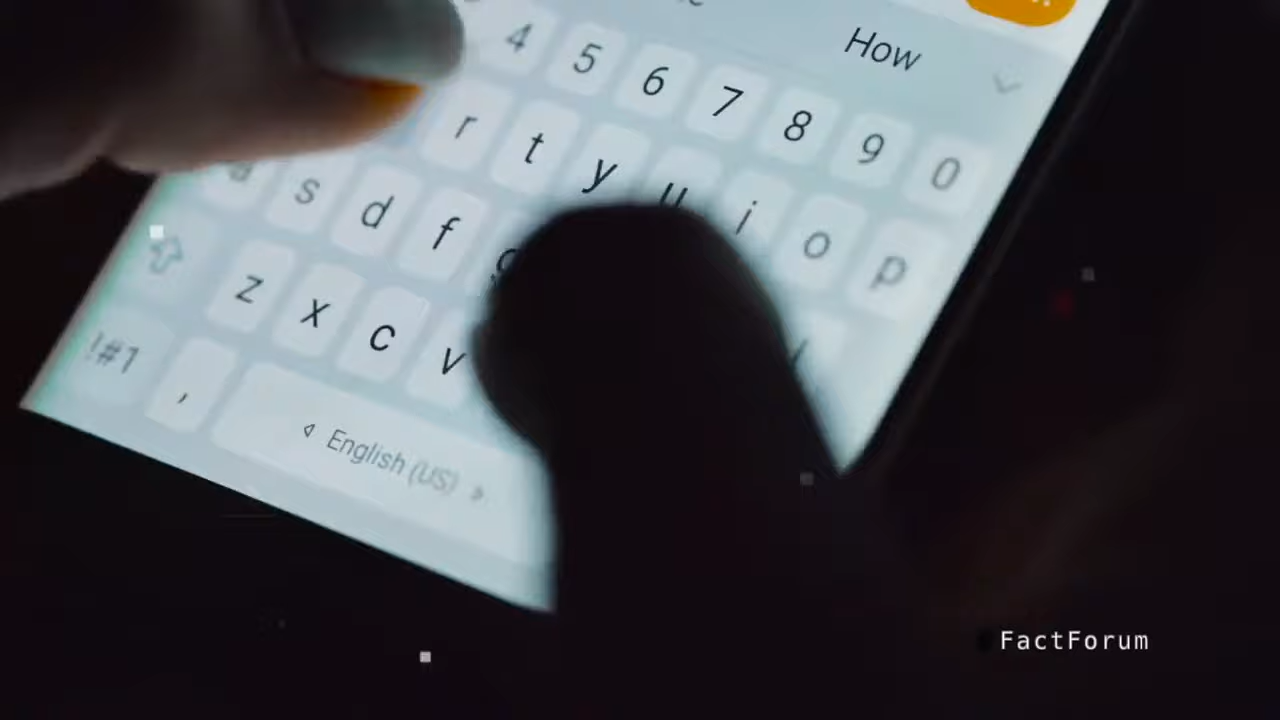 How
4 5 6 7 8 9 0
r t y u i o p
a s d f g
z x c v
!#1 , English (US)
FactForum